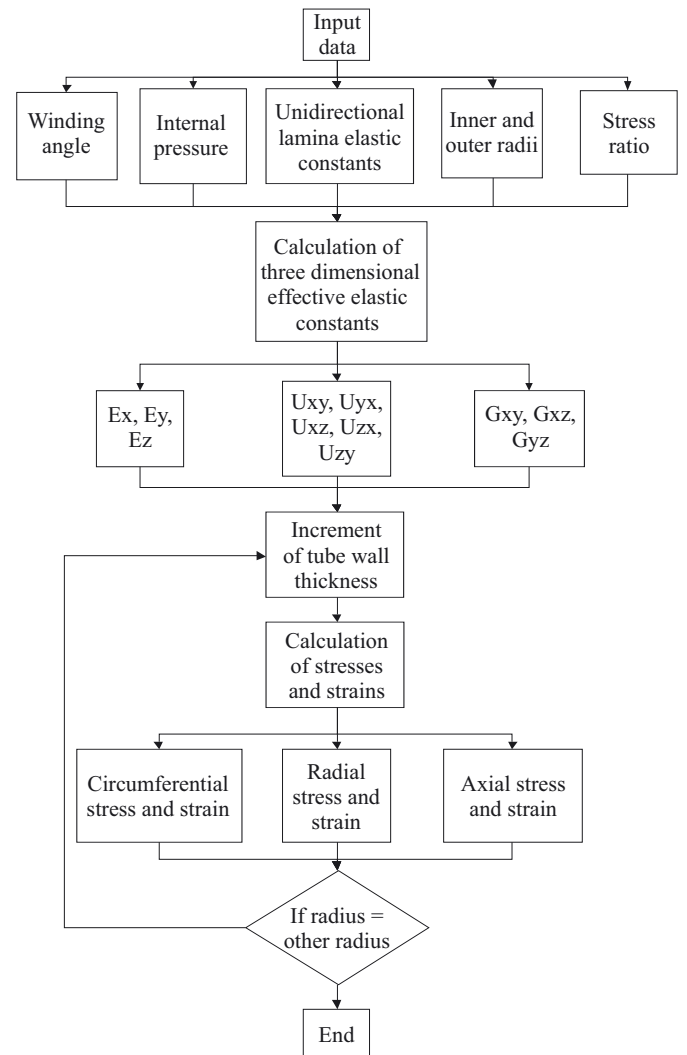 Input
data
Winding
angle
Internal
pressure
Unidirectional
lamina elastic
constants
Inner and
outer radii
Stress
ratio
Calculation of
three dimensional
effective elastic
constants
Ex, Ey,
Ez
Uxy, Uyx,
Uxz, Uzx,
Uzy
Gxy, Gxz,
Gyz
Increment
of tube wall
thickness
Calculation
of stresses
and strains
Circumferential
stress and strain
Radial
stress and
strain
Axial stress
and strain
If radius =
other radius
End